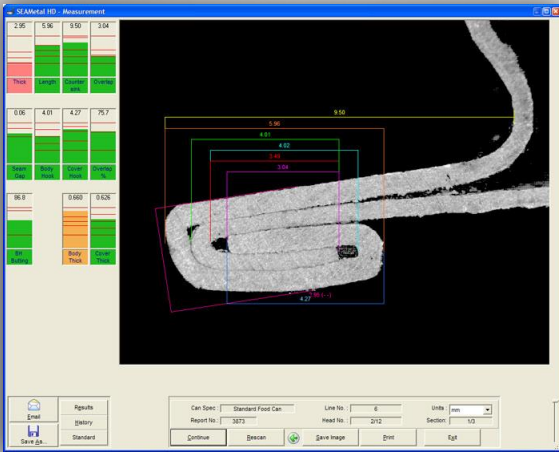 SEAMetal HD - Measurement
2.95 5.96 9.50 3.04
Thick Length Counter sink Overlap
0.06 4.01 4.27 75.7
Seam Gap Body Hook Cover Hook Overlap %
86.8 0.660 0.626
Butting Body Thick Cover Thick
9.50
5.96
4.01
4.02
3.04
4.27
Email
Save As...
Results
History
Standard
Can Spec : Standard Food Can Line No. : 6 Units : mm
Report No.: 3873 Head No. : 2/12 Section: 1/3
Continue Rescan Save Image Print Exit